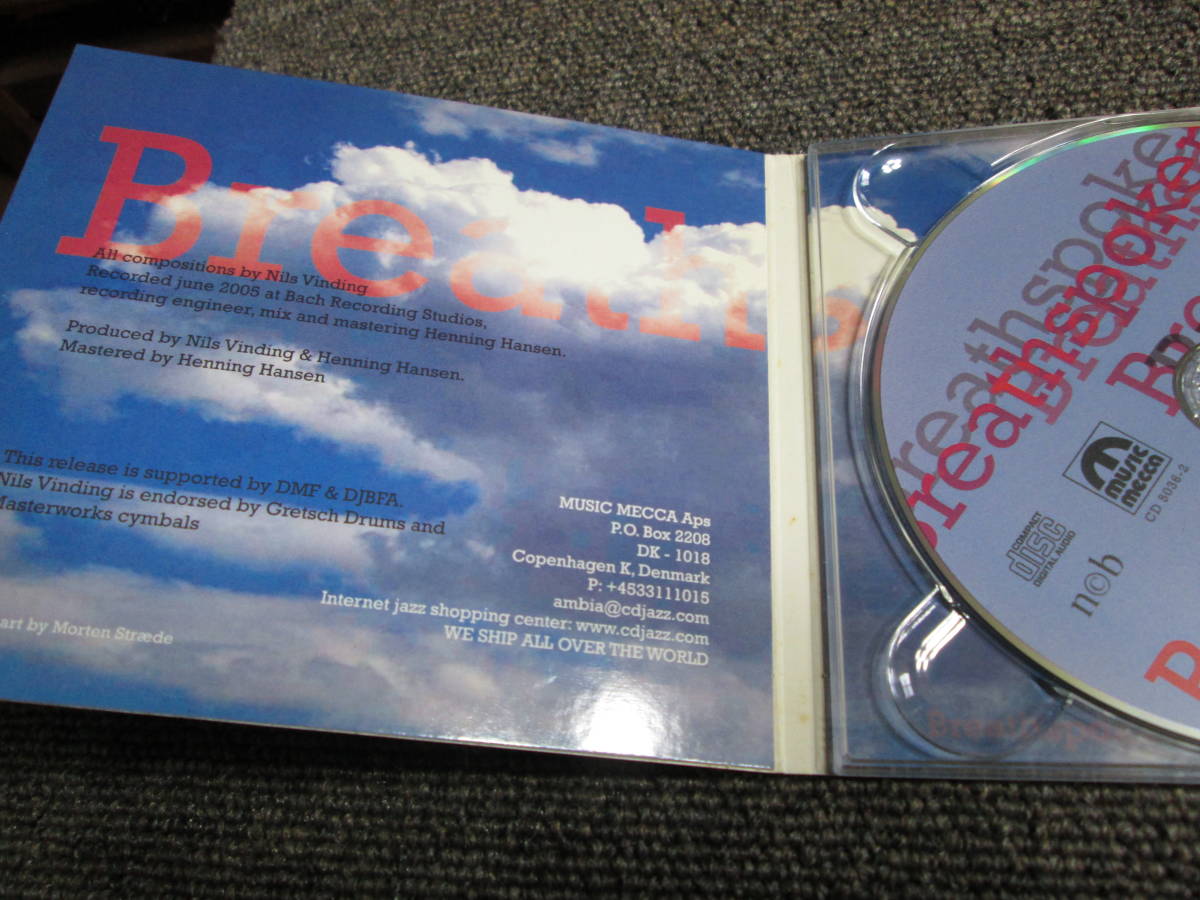 Breaths
All compositions by Nils Vinding
Recorded june 2005 at Bach Recording Studios,
recording engineer, mix and mastering Henning Hansen.
Produced by Nils Vinding & Henning Hansen.
Mastered by Henning Hansen
This release is supported by DMF & DJBFA.
Nils Vinding is endorsed by Gretsch Drums and
Masterworks cymbals
art by Morten Stræde
MUSIC MECCA Aps
P.O. Box 2208
DK - 1018
Copenhagen K, Denmark
P: +4533111015
ambia@cdjazz.com
Internet jazz shopping center: www.cdjazz.com
WE SHIP ALL OVER THE WORLD
Breathspoke
Breathspoker
music
mecca
CD 8036-2
COMPACT
disc
DIGITAL AUDIO
n©b